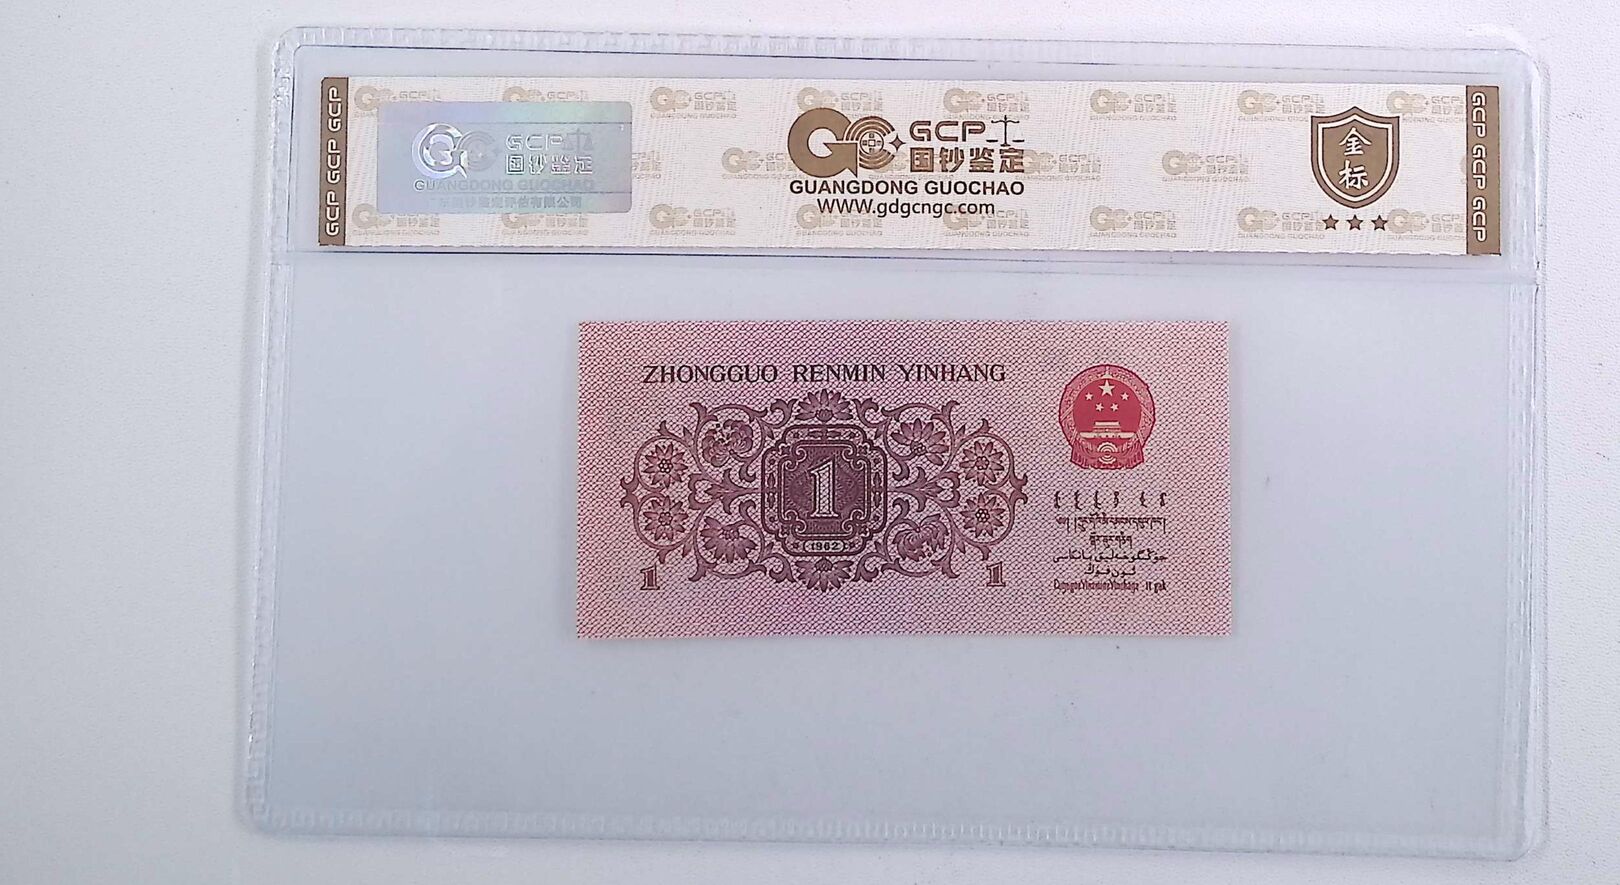 GCP GCP GCP
GCP
国钞鉴定
GUANGDONG GUOCHAO
GCP
国钞鉴定
GUANGDONG GUOCHAO
WWW.gdgcngc.com
金标
GCP GCP GCP
ZHONGGUO RENMIN YINHANG
1
1962
1
1